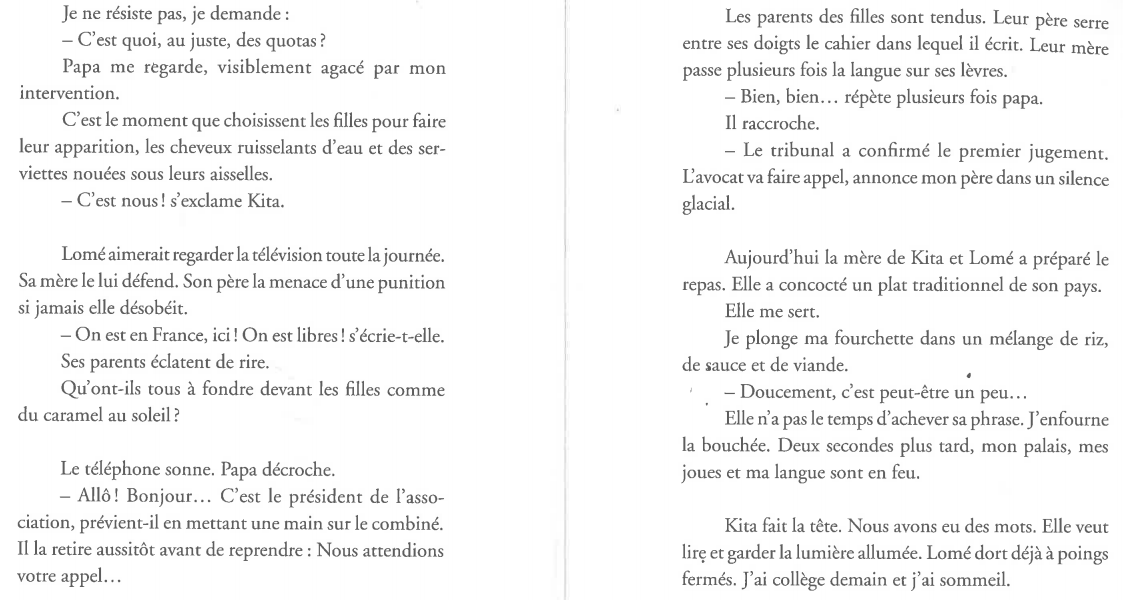 Je ne résiste pas, je demande :
– C'est quoi, au juste, des quotas ?
Papa me regarde, visiblement agacé par mon
intervention.
C'est le moment que choisissent les filles pour faire
leur apparition, les cheveux ruisselants d'eau et des ser-
viettes nouées sous leurs aisselles.
– C'est nous ! s'exclame Kita.
Lomé aimerait regarder la télévision toute la journée.
Sa mère le lui défend. Son père la menace d'une punition
si jamais elle désobéit.
– On est en France, ici ! On est libres ! s'écrie-t-elle.
Ses parents éclatent de rire.
Qu'ont-ils tous à fondre devant les filles comme
du caramel au soleil ?
Le téléphone sonne. Papa décroche.
– Allô ! Bonjour… C'est le président de l'asso-
ciation, prévient-il en mettant une main sur le combiné.
Il la retire aussitôt avant de reprendre : Nous attendions
votre appel…
Les parents des filles sont tendus. Leur père serre
entre ses doigts le cahier dans lequel il écrit. Leur mère
passe plusieurs fois la langue sur ses lèvres.
– Bien, bien… répète plusieurs fois papa.
Il raccroche.
– Le tribunal a confirmé le premier jugement.
L'avocat va faire appel, annonce mon père dans un silence
glacial.
Aujourd'hui la mère de Kita et Lomé a préparé le
repas. Elle a concocté un plat traditionnel de son pays.
Elle me sert.
Je plonge ma fourchette dans un mélange de riz,
de sauce et de viande.
– Doucement, c'est peut-être un peu…
Elle n'a pas le temps d'achever sa phrase. J'enfourne
la bouchée. Deux secondes plus tard, mon palais, mes
joues et ma langue sont en feu.
Kita fait la tête. Nous avons eu des mots. Elle veut
lire et garder la lumière allumée. Lomé dort déjà à poings
fermés. J'ai collège demain et j'ai sommeil.